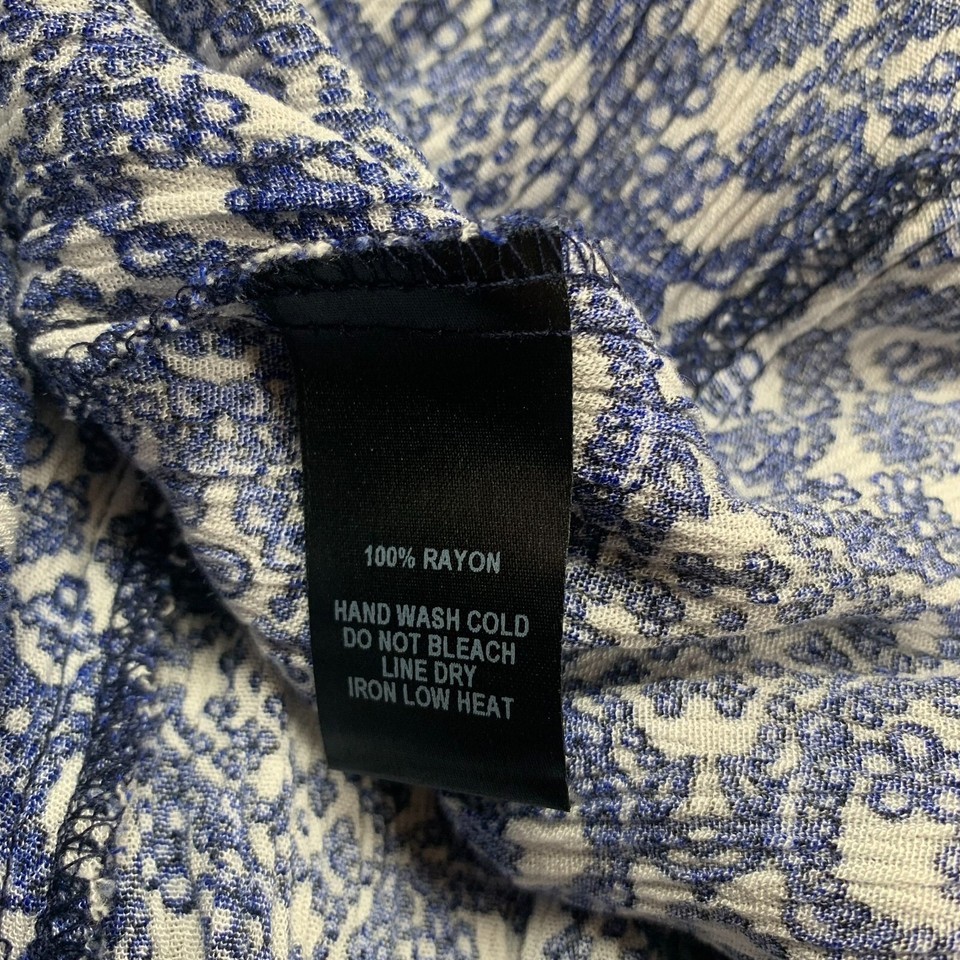 100% RAYON
HAND WASH COLD
DO NOT BLEACH
LINE DRY
IRON LOW HEAT